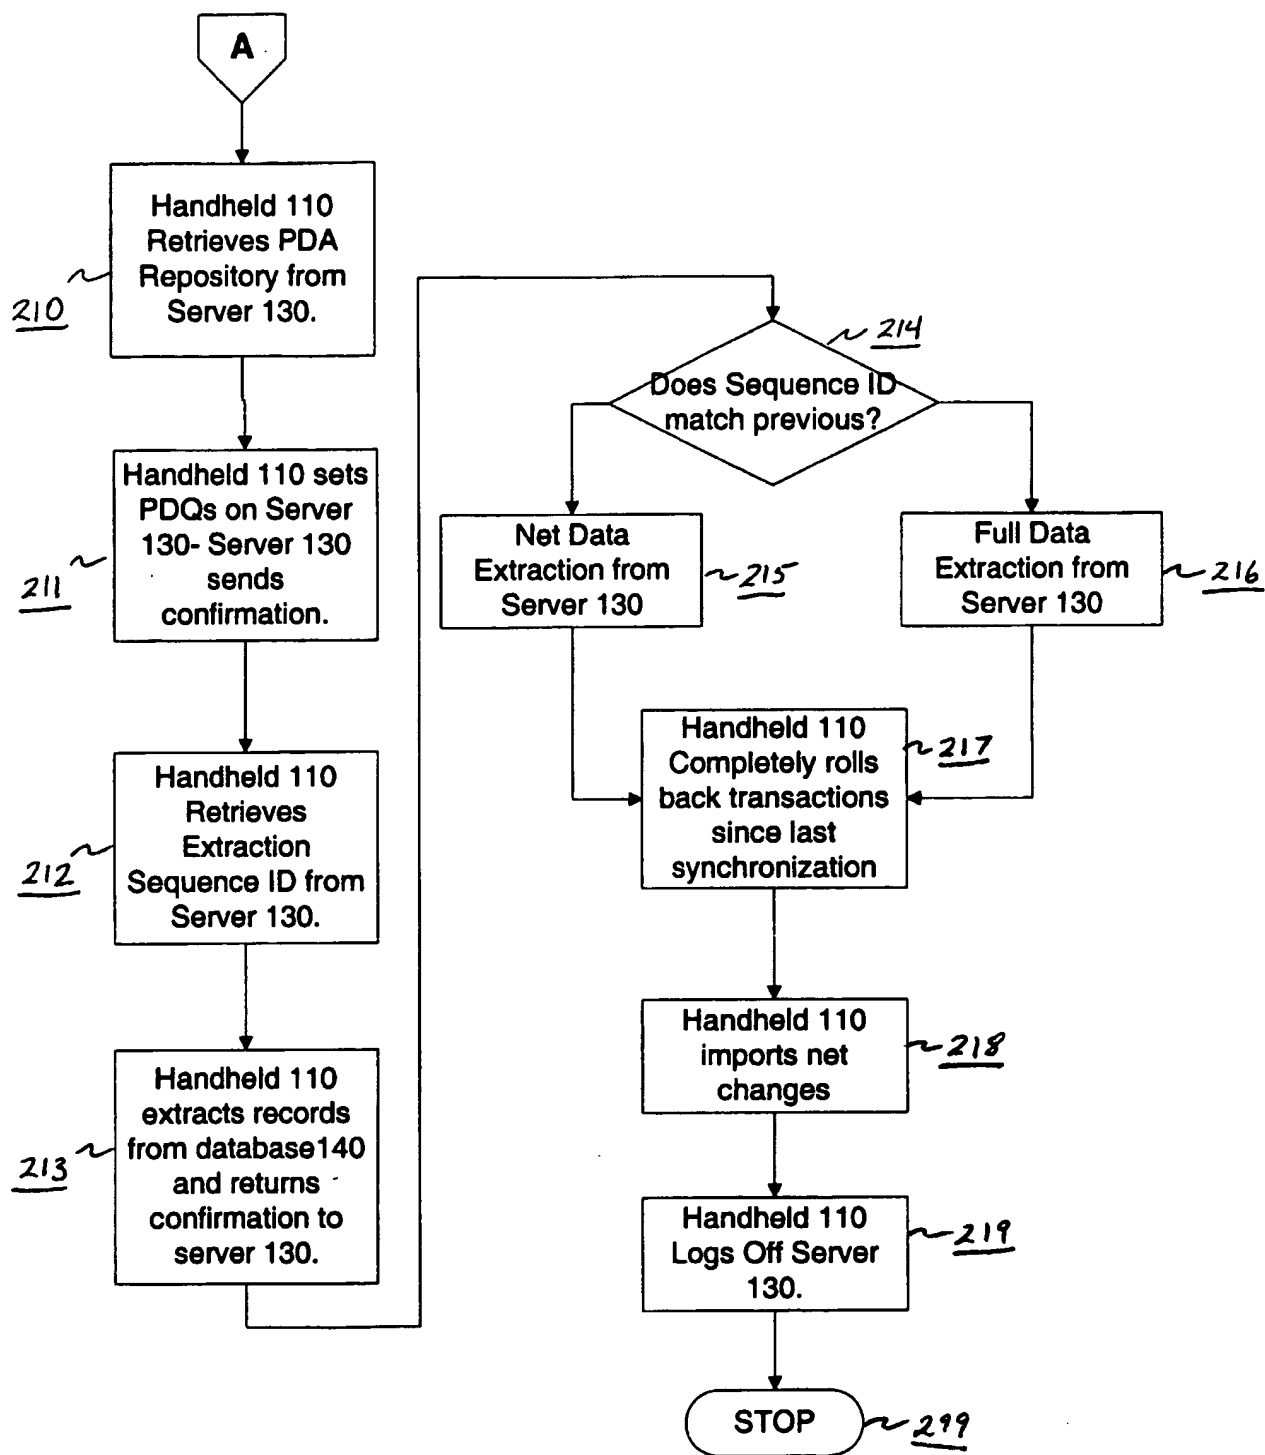 A
Handheld 110
Retrieves PDA
Repository from
Server 130.
210
Handheld 110 sets
PDQs on Server
130- Server 130
sends
confirmation.
211
Handheld 110
Retrieves
Extraction
Sequence ID from
Server 130.
212
Handheld 110
extracts records
from database140
and returns
confirmation to
server 130.
213
214
Does Sequence ID
match previous?
Net Data
Extraction from
Server 130
215
Full Data
Extraction from
Server 130
216
Handheld 110
Completely rolls
back transactions
since last
synchronization
217
Handheld 110
imports net
changes
218
Handheld 110
Logs Off Server
130.
219
STOP
299